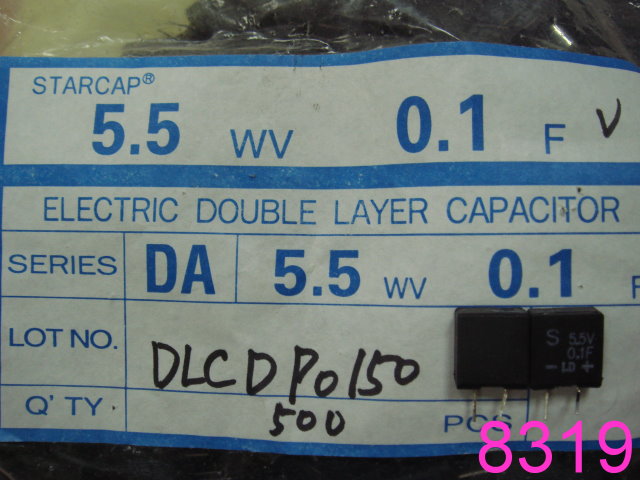 STARCAP®
5.5 WV 0.1 F V
ELECTRIC DOUBLE LAYER CAPACITOR
SERIES DA 5.5 WV 0.1 F
LOT NO. DLCDP0150
Q'TY 500 PCS
S 5.5V
0.1F
- LD +
8319